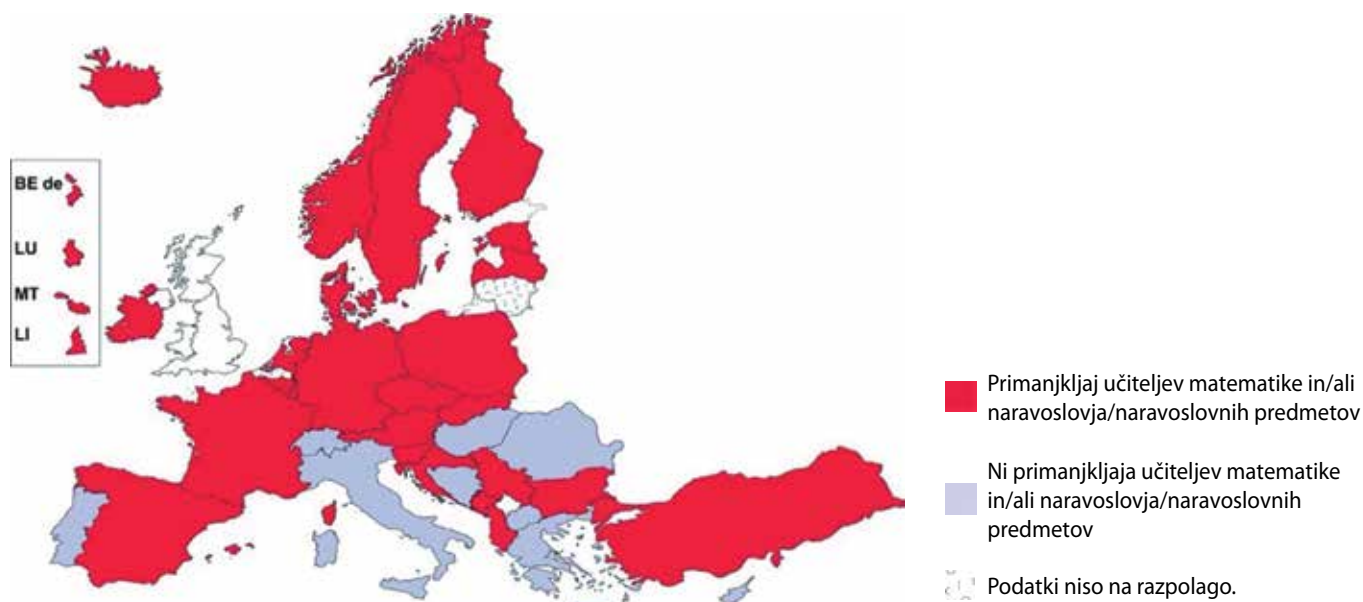 BE de
LU
MT
LI
Primanjkljaj učiteljev matematike in/ali
naravoslovja/naravoslovnih predmetov
Ni primanjkljaja učiteljev matematike
in/ali naravoslovja/naravoslovnih
predmetov
Podatki niso na razpolago.